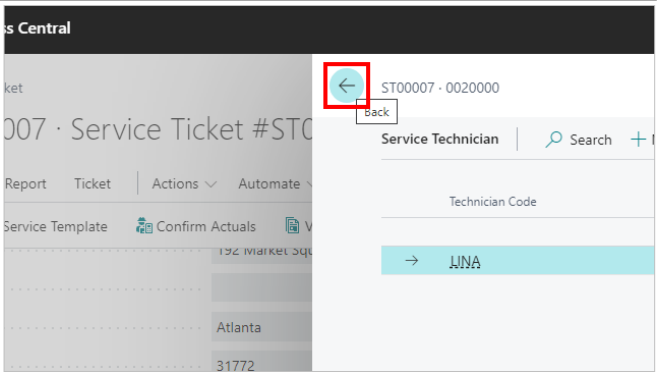 ss Central
ket
ST00007 · 0020000
Back
007 · Service Ticket #ST0
Service Technician
Search
Report
Ticket
Actions
Automate
Technician Code
Service Template
Confirm Actuals
192 Market Squ
LINA
Atlanta
31772